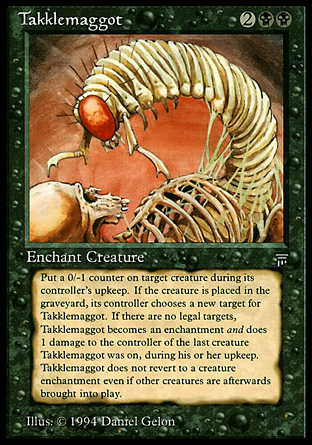 Takklemaggot 2
Enchant Creature
Put a 0/-1 counter on target creature during its
controller's upkeep. If the creature is placed in the
graveyard, its controller chooses a new target for
Takklemaggot. If there are no legal targets,
Takklemaggot becomes an enchantment and does
1 damage to the controller of the last creature
Takklemaggot was on, during his or her upkeep.
Takklemaggot does not revert to a creature
enchantment even if other creatures are afterwards
brought into play.
Illus: © 1994 Daniel Gelon